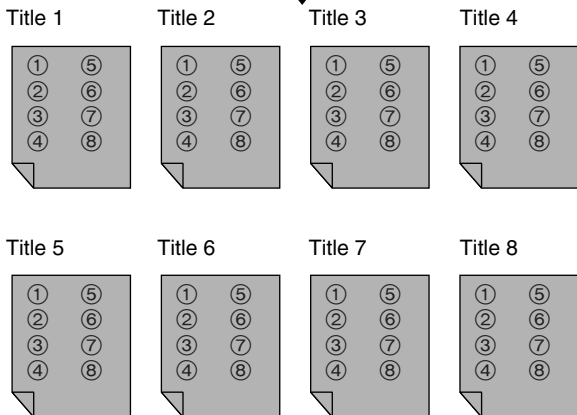 Title 1 Title 2 Title 3 Title 4
① ⑤ ① ⑤ ① ⑤ ① ⑤
② ⑥ ② ⑥ ② ⑥ ② ⑥
③ ⑦ ③ ⑦ ③ ⑦ ③ ⑦
④ ⑧ ④ ⑧ ④ ⑧ ④ ⑧
Title 5 Title 6 Title 7 Title 8
① ⑤ ① ⑤ ① ⑤ ① ⑤
② ⑥ ② ⑥ ② ⑥ ② ⑥
③ ⑦ ③ ⑦ ③ ⑦ ③ ⑦
④ ⑧ ④ ⑧ ④ ⑧ ④ ⑧